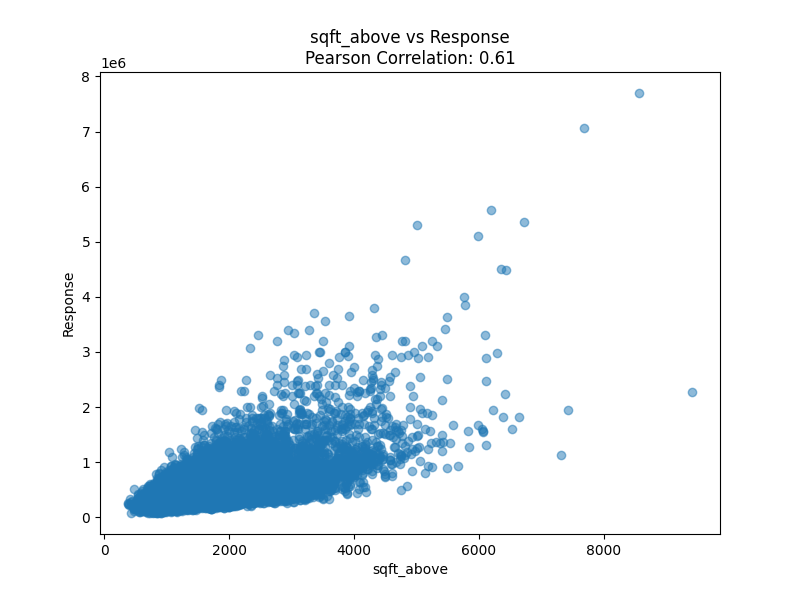 sqft_above vs Response
Pearson Correlation: 0.61
1e6
8
7
6
5
4
3
2
1
0
Response
0 2000 4000 6000 8000
sqft_above